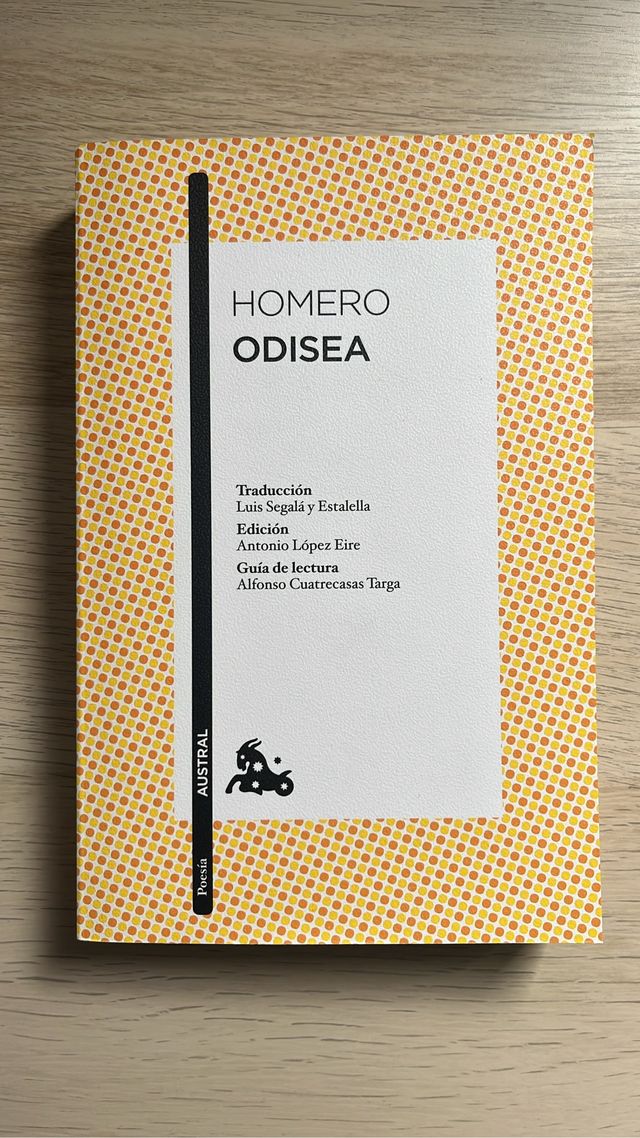 HOMERO
ODISEA
Traducción
Luis Segalá y Estalella
Edición
Antonio López Eire
Guía de lectura
Alfonso Cuatrecasas Targa
AUSTRAL
Poesía